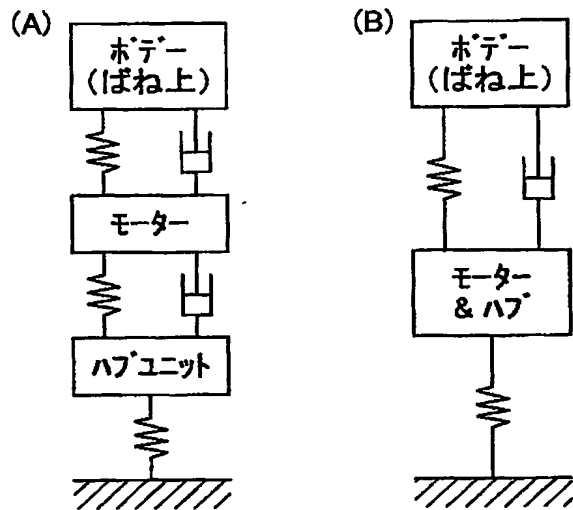 (A)
ボデー
(ばね上)
モーター
ハブユニット
(B)
ボデー
(ばね上)
モーター
& ハブ